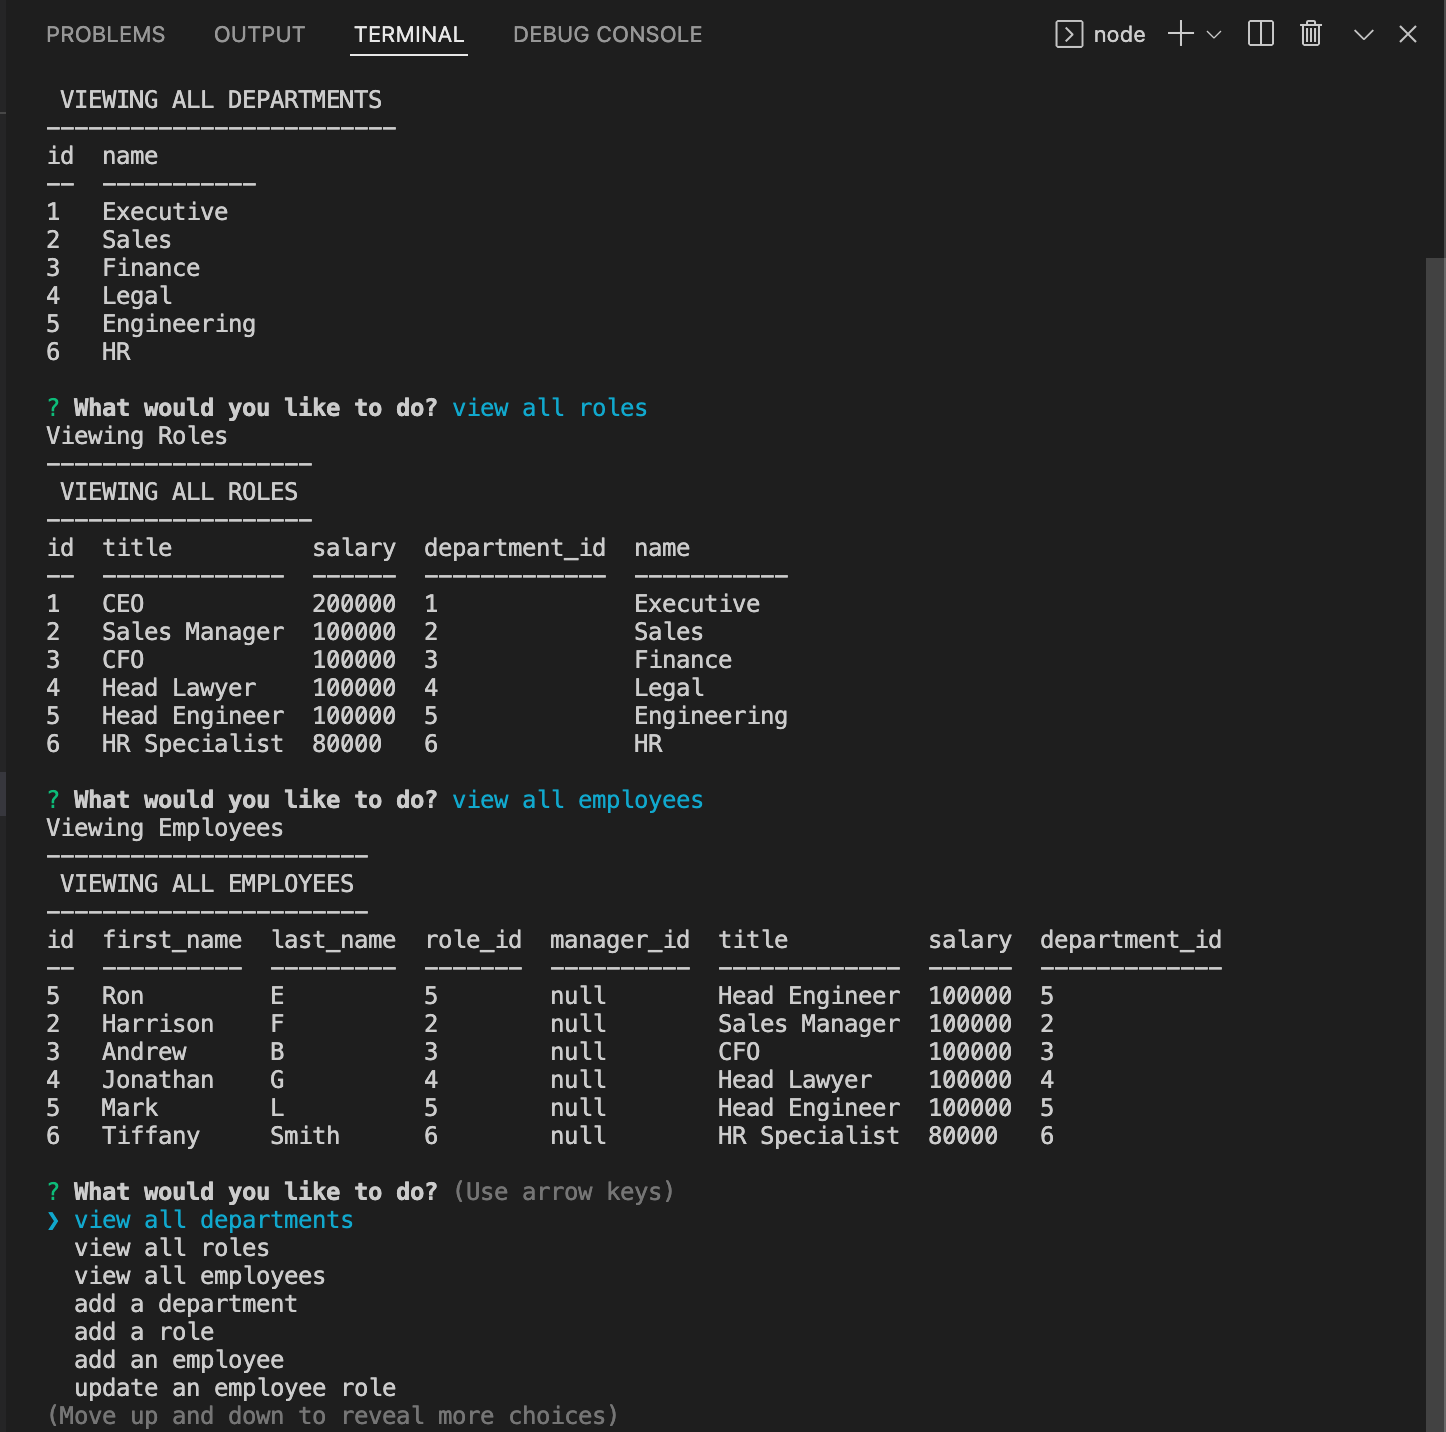 PROBLEMS OUTPUT TERMINAL DEBUG CONSOLE node
VIEWING ALL DEPARTMENTS
-------------------------
id  name
--  -----------
1   Executive
2   Sales
3   Finance
4   Legal
5   Engineering
6   HR
? What would you like to do? view all roles
Viewing Roles
-------------------
 VIEWING ALL ROLES
-------------------
id  title          salary  department_id  name
--  -------------  ------  -------------  -----------
1   CEO            200000  1              Executive
2   Sales Manager  100000  2              Sales
3   CFO            100000  3              Finance
4   Head Lawyer    100000  4              Legal
5   Head Engineer  100000  5              Engineering
6   HR Specialist  80000   6              HR
? What would you like to do? view all employees
Viewing Employees
-----------------------
 VIEWING ALL EMPLOYEES
-----------------------
id  first_name  last_name  role_id  manager_id  title          salary  department_id
--  ----------  ---------  -------  ----------  -------------  ------  -------------
5   Ron         E          5        null        Head Engineer  100000  5
2   Harrison    F          2        null        Sales Manager  100000  2
3   Andrew      B          3        null        CFO            100000  3
4   Jonathan    G          4        null        Head Lawyer    100000  4
5   Mark        L          5        null        Head Engineer  100000  5
6   Tiffany     Smith      6        null        HR Specialist  80000   6
? What would you like to do? (Use arrow keys)
❯ view all departments
  view all roles
  view all employees
  add a department
  add a role
  add an employee
  update an employee role
(Move up and down to reveal more choices)